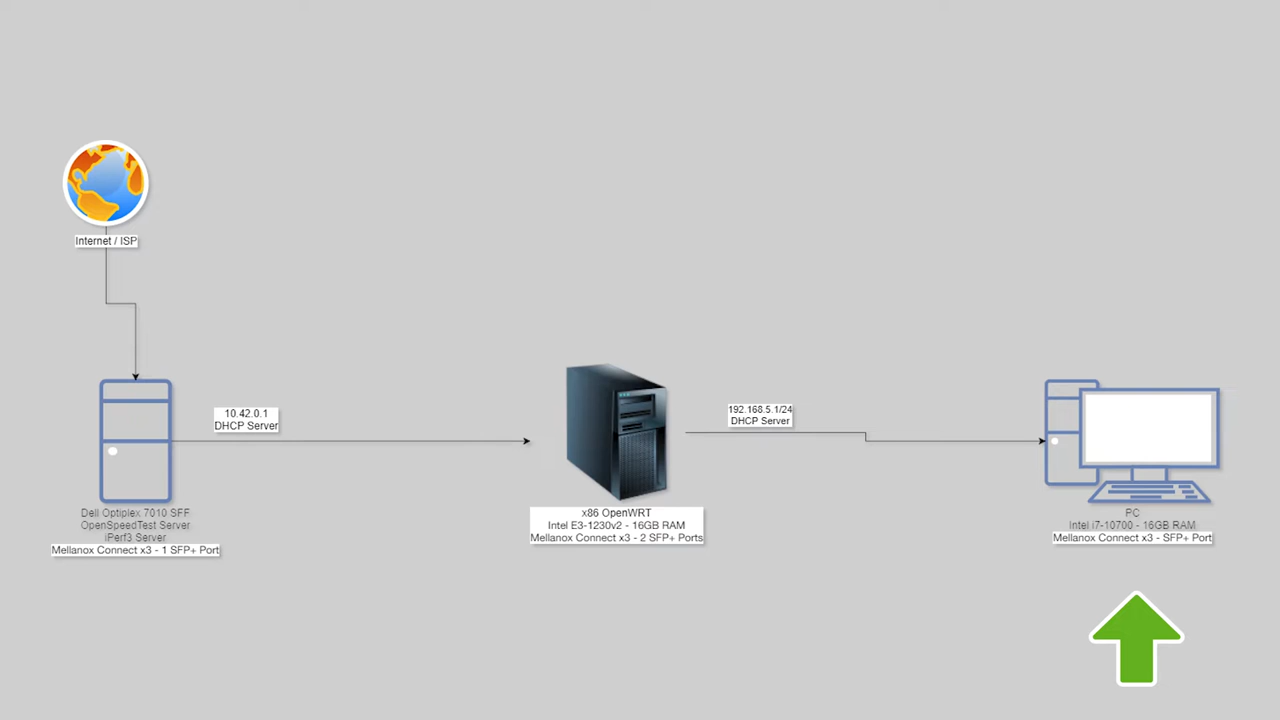 Internet / ISP
10.42.0.1
DHCP Server
192.168.5.1/24
DHCP Server
Dell Optiplex 7010 SFF
OpenSpeedTest Server
iPerf3 Server
Mellanox Connect x3 - 1 SFP+ Port
x86 OpenWRT
Intel E3-1230v2 - 16GB RAM
Mellanox Connect x3 - 2 SFP+ Ports
PC
Intel i7-10700 - 16GB RAM
Mellanox Connect x3 - SFP+ Port